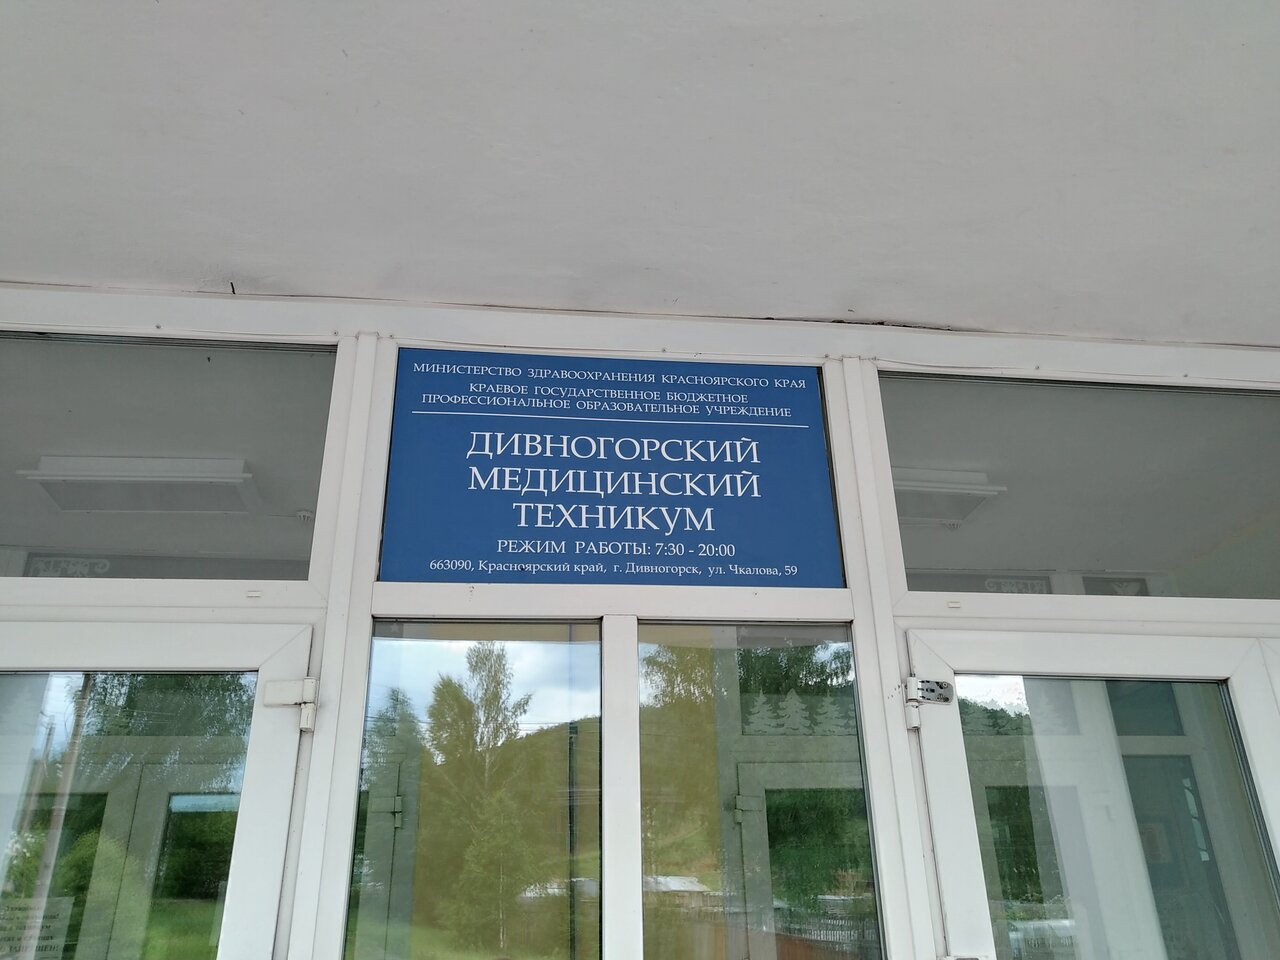 МИНИСТЕРСТВО ЗДРАВООХРАНЕНИЯ КРАСНОЯРСКОГО КРАЯ
КРАЕВОЕ ГОСУДАРСТВЕННОЕ БЮДЖЕТНОЕ
ПРОФЕССИОНАЛЬНОЕ ОБРАЗОВАТЕЛЬНОЕ УЧРЕЖДЕНИЕ
ДИВНОГОРСКИЙ
МЕДИЦИНСКИЙ
ТЕХНИКУМ
РЕЖИМ РАБОТЫ: 7:30 - 20:00
663090, Красноярский край, г. Дивногорск, ул. Чкалова, 59